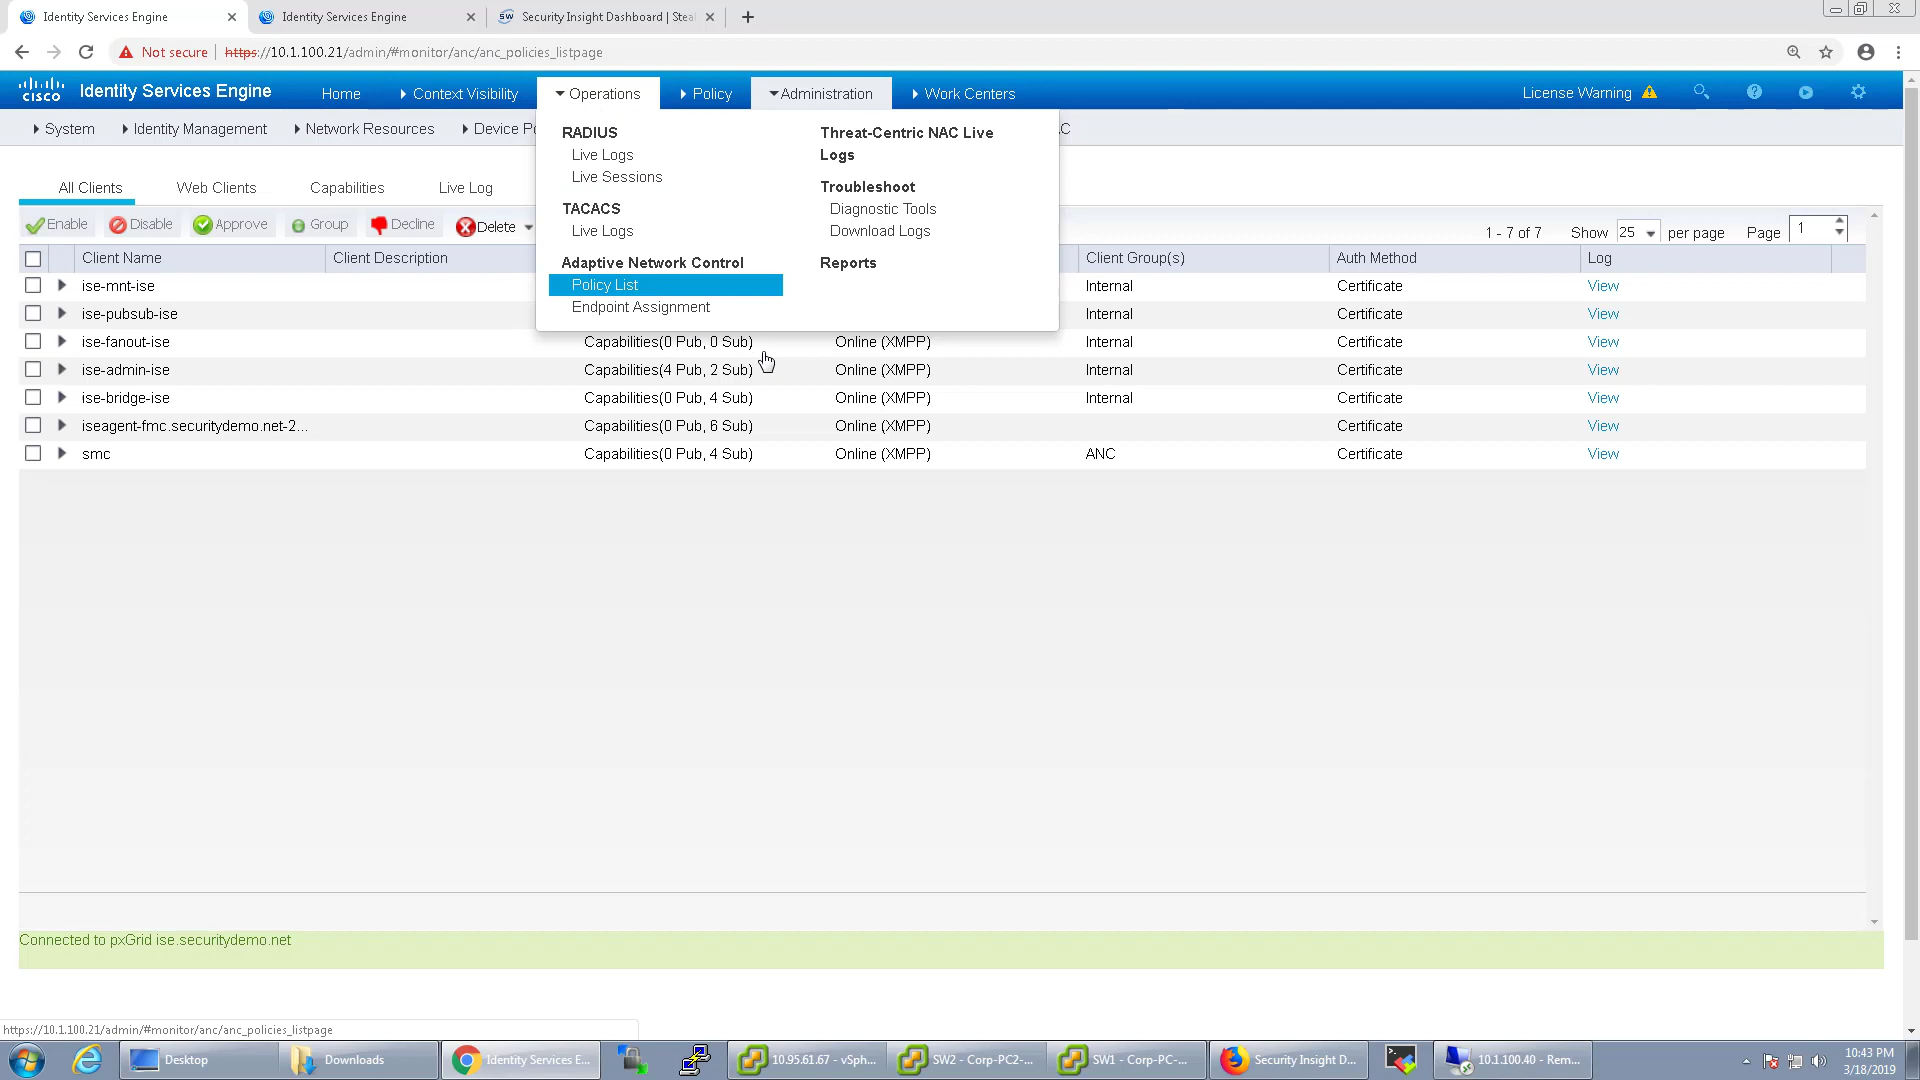 Identity Services Engine
Identity Services Engine
Security Insight Dashboard | Steal
Not secure
https://10.1.100.21/admin/#monitor/anc/anc_policies_listpage
CISCO
Identity Services Engine
Home
Context Visibility
Operations
Policy
Administration
Work Centers
License Warning
System
Identity Management
Network Resources
Device Po
C
RADIUS
Live Logs
Live Sessions
TACACS
Live Logs
Adaptive Network Control
Policy List
Endpoint Assignment
Threat-Centric NAC Live
Logs
Troubleshoot
Diagnostic Tools
Download Logs
Reports
All Clients
Web Clients
Capabilities
Live Log
Enable
Disable
Approve
Group
Decline
Delete
1 - 7 of 7
Show 25 per page
Page 1
Client Name Client Description Client Group(s) Auth Method Log
ise-mnt-ise Internal Certificate View
ise-pubsub-ise Internal Certificate View
ise-fanout-ise Capabilities(0 Pub, 0 Sub) Online (XMPP) Internal Certificate View
ise-admin-ise Capabilities(4 Pub, 2 Sub) Online (XMPP) Internal Certificate View
ise-bridge-ise Capabilities(0 Pub, 4 Sub) Online (XMPP) Internal Certificate View
iseagent-fmc.securitydemo.net-2... Capabilities(0 Pub, 6 Sub) Online (XMPP) Certificate View
smc Capabilities(0 Pub, 4 Sub) Online (XMPP) ANC Certificate View
Connected to pxGrid ise.securitydemo.net
https://10.1.100.21/admin/#monitor/anc/anc_policies_listpage
Desktop
Downloads
Identity Services E...
10.95.61.67 - vSph...
SW2 - Corp-PC2-...
SW1 - Corp-PC-...
Security Insight D...
10.1.100.40 - Rem...
10:43 PM
3/18/2019